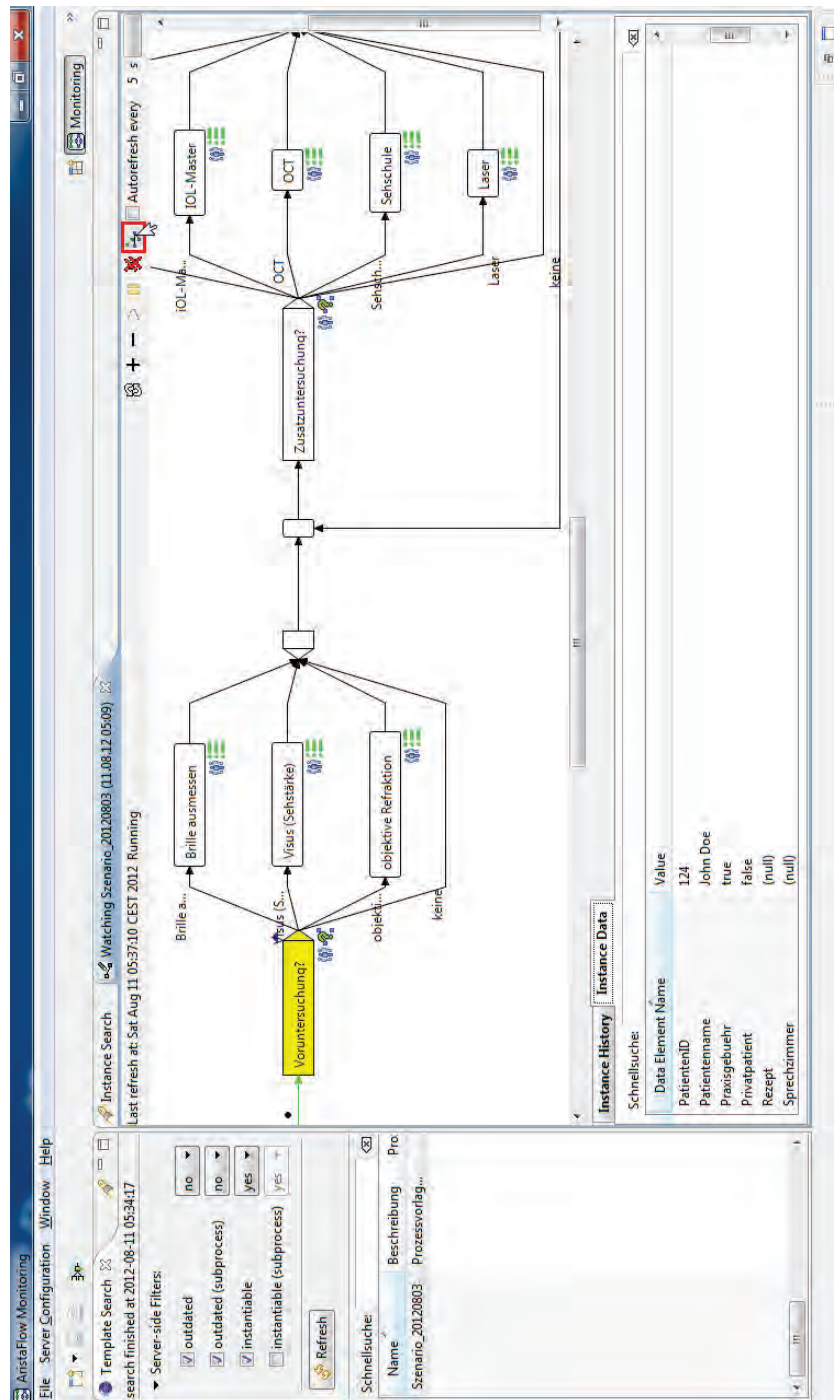 AristaFlow Monitoring
File Server Configuration Window Help
Monitoring
Template Search
search finished at 2012-08-11 05:34:17
Server-side Filters:
outdated no
outdated (subprocess) no
instantiable yes
instantiable (subprocess) yes
Refresh
Schnellsuche:
Name Beschreibung Pro
Szenario_20120803 Prozessvorlag...
Instance Search Watching Szenario_20120803 (11.08.12 05:09)
Last refresh at: Sat Aug 11 05:37:10 CEST 2012 Running
Autorefresh every 5 s
Voruntersuchung?
Brille a...
Visus (S...
objekti...
keine
Brille ausmessen
Visus (Sehstärke)
objektive Refraktion
Zusatzuntersuchung?
iOL-Ma...
OCT
Sehsch...
Laser
keine
IOL-Master
OCT
Sehschule
Laser
Instance History Instance Data
Schnellsuche:
Data Element Name Value
PatientenID 124
Patientenname John Doe
Praxisgebuehr true
Privatpatient false
Rezept (null)
Sprechzimmer (null)